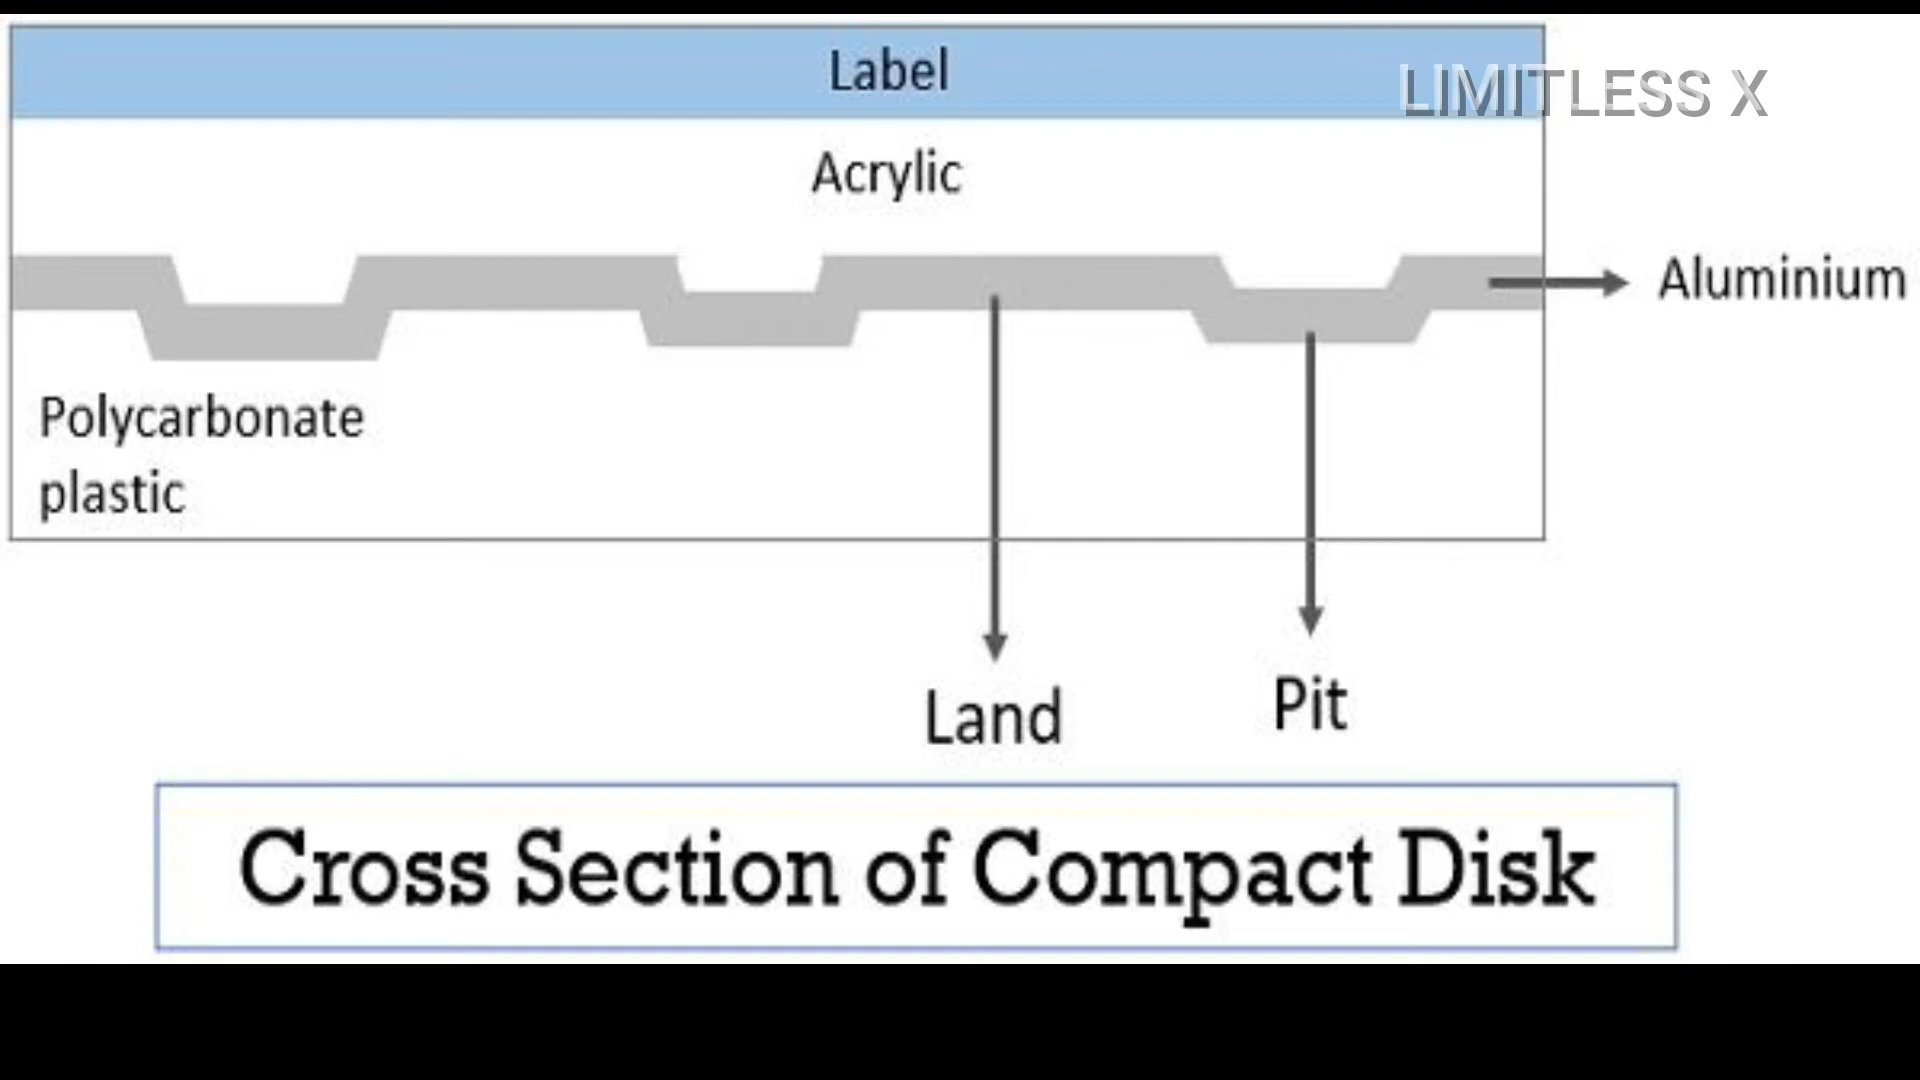 Label
LIMITLESS X
Acrylic
Aluminium
Polycarbonate
plastic
Land
Pit
Cross Section of Compact Disk